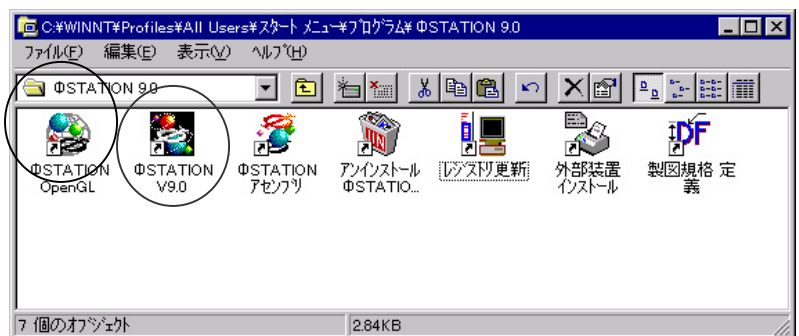 C:¥WINNT¥Profiles¥All Users¥スタート メニュー¥プログラム¥ΦSTATION 9.0
ファイル(F) 編集(E) 表示(V) ヘルプ(H)
ΦSTATION 9.0
ΦSTATION OpenGL
ΦSTATION V9.0
ΦSTATION アセンブリ
アンインストール ΦSTATIO...
レジストリ更新
外部装置 インストール
製図規格 定義
7 個のオブジェクト
2.84KB